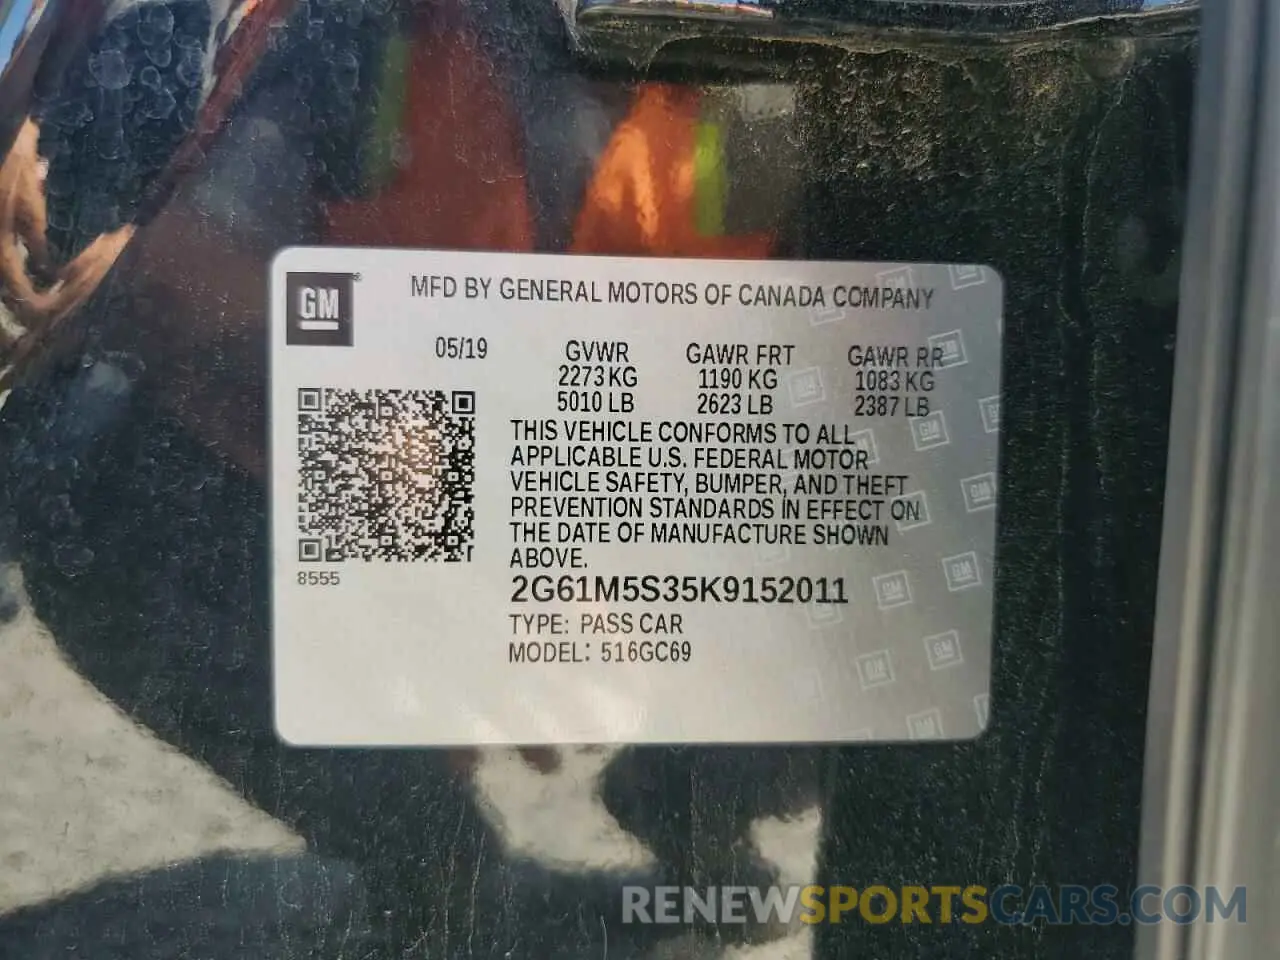 GM
MFD BY GENERAL MOTORS OF CANADA COMPANY
05/19
GVWR
2273 KG
5010 LB
GAWR FRT
1190 KG
2623 LB
GAWR RR
1083 KG
2387 LB
THIS VEHICLE CONFORMS TO ALL
APPLICABLE U.S. FEDERAL MOTOR
VEHICLE SAFETY, BUMPER, AND THEFT
PREVENTION STANDARDS IN EFFECT ON
THE DATE OF MANUFACTURE SHOWN
ABOVE.
8555
2G61M5S35K9152011
TYPE: PASS CAR
MODEL: 516GC69
RENEWSPORTSCARS.COM